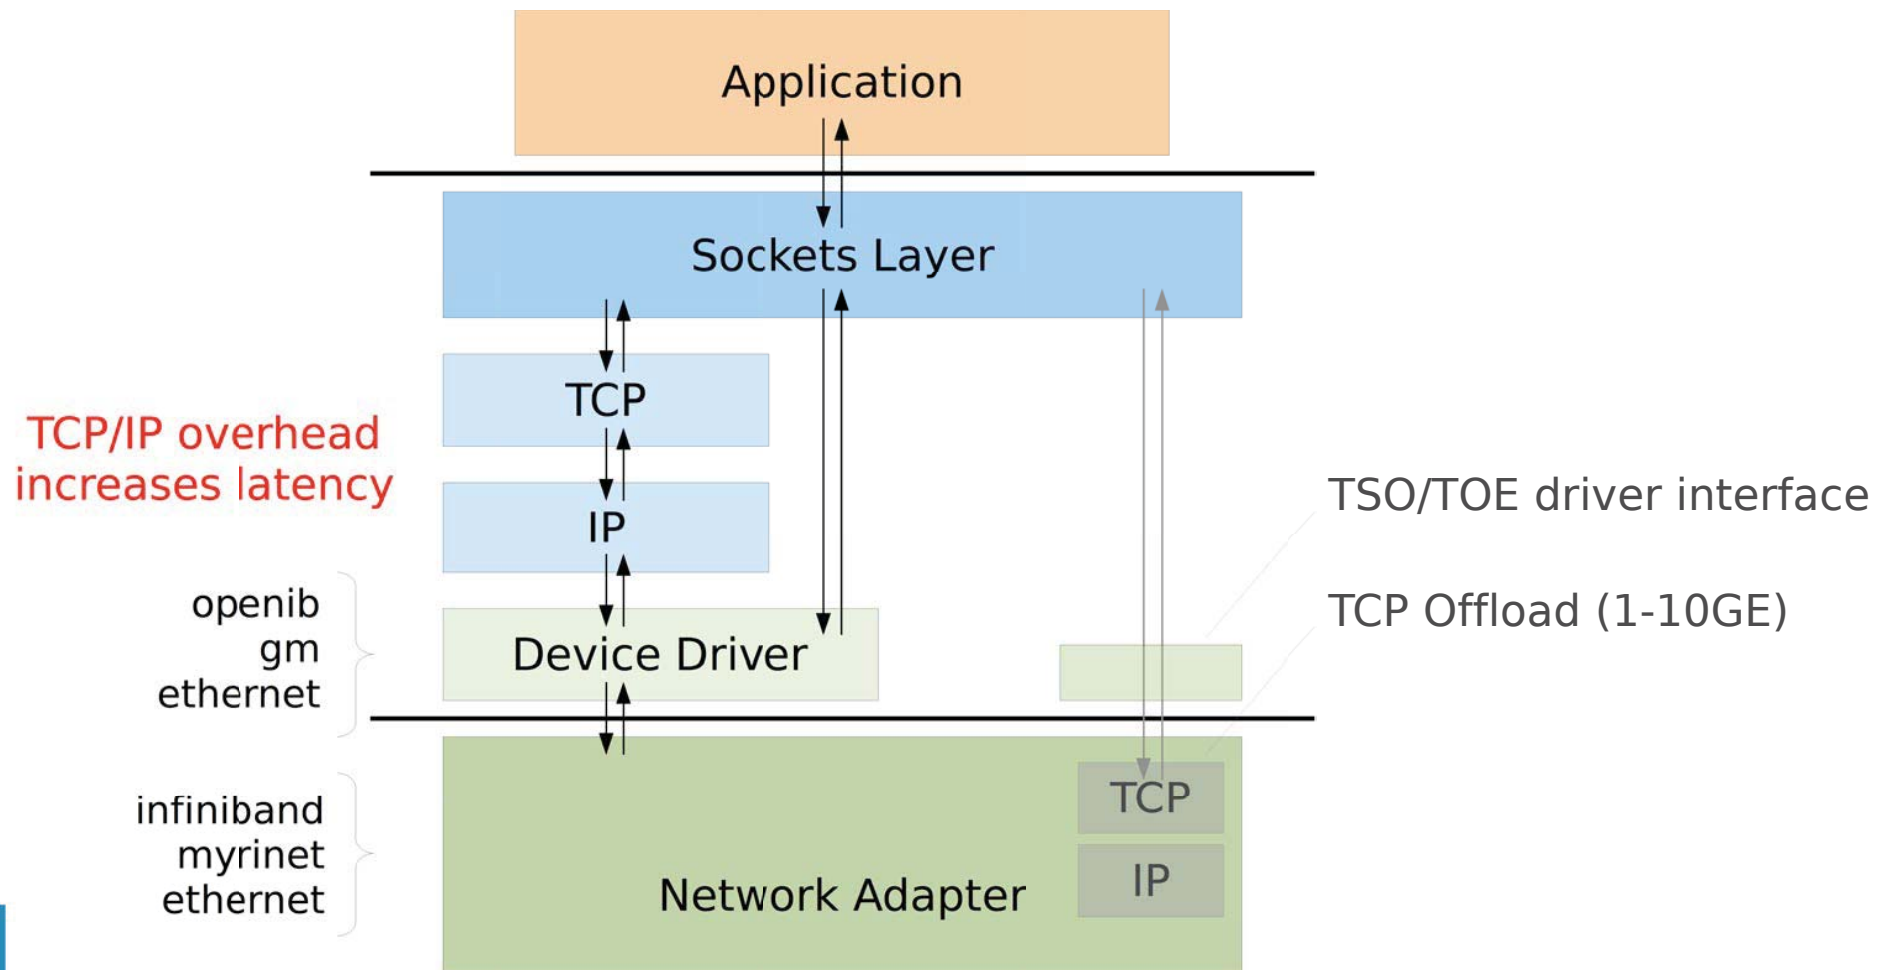 Application
Sockets Layer
TCP
TCP/IP overhead
increases latency
IP
TSO/TOE driver interface
TCP Offload (1-10GE)
openib
gm
ethernet
Device Driver
infiniband
myrinet
ethernet
Network Adapter
TCP
IP